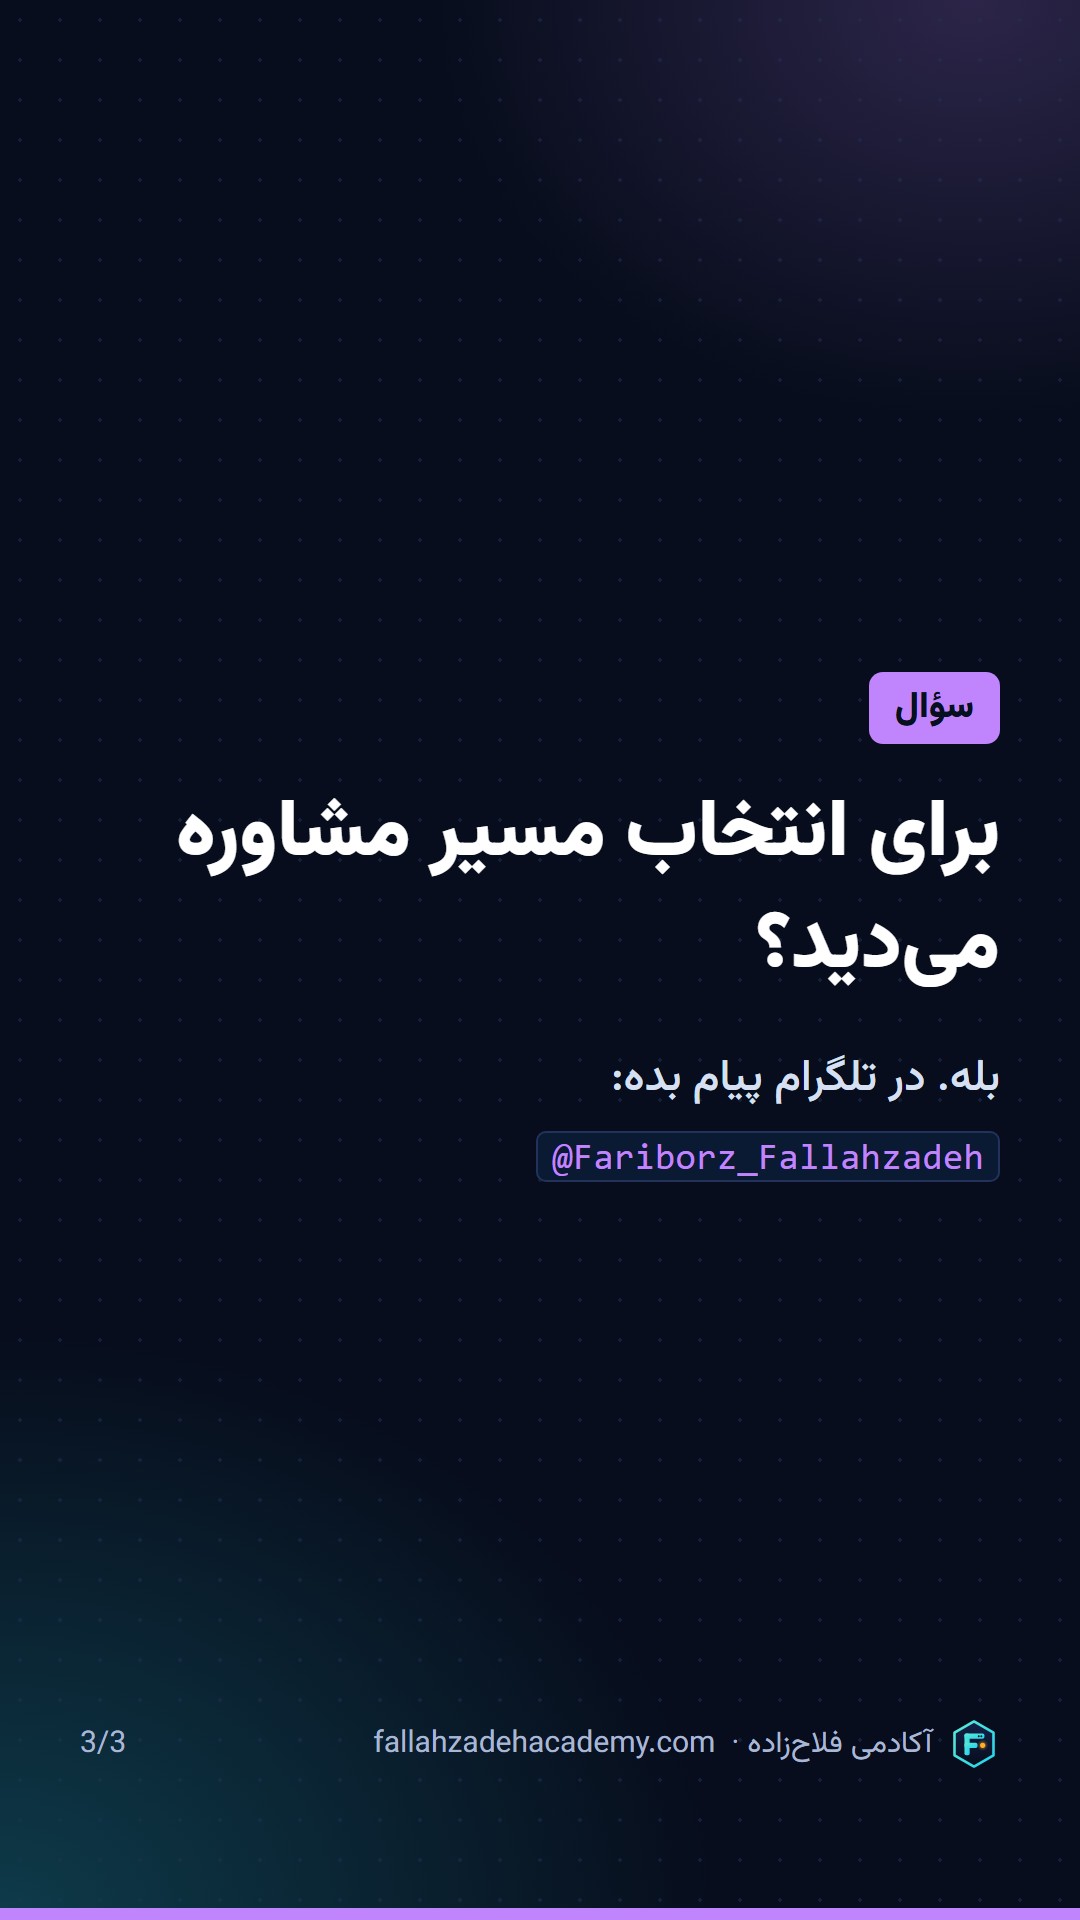 سؤال
برای انتخاب مسیر مشاوره
می‌دید؟
بله. در تلگرام پیام بده:
@Fariborz_Fallahzadeh
آکادمی فلاح‌زاده · fallahzadehacademy.com
3/3